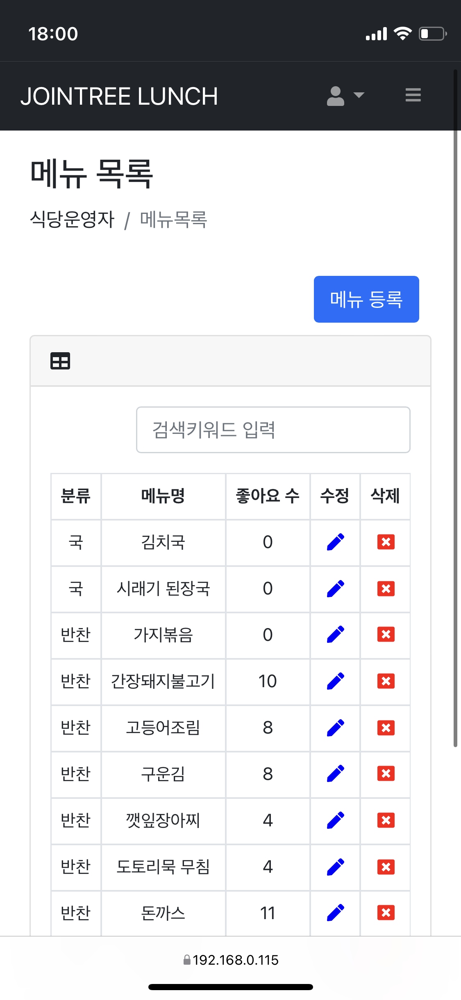 18:00
JOINTREE LUNCH
메뉴 목록
식당운영자 / 메뉴목록
메뉴 등록
검색키워드 입력
분류 메뉴명 좋아요 수 수정 삭제
국 김치국 0
국 시래기 된장국 0
반찬 가지볶음 0
반찬 간장돼지불고기 10
반찬 고등어조림 8
반찬 구운김 8
반찬 깻잎장아찌 4
반찬 도토리묵 무침 4
반찬 돈까스 11
192.168.0.115